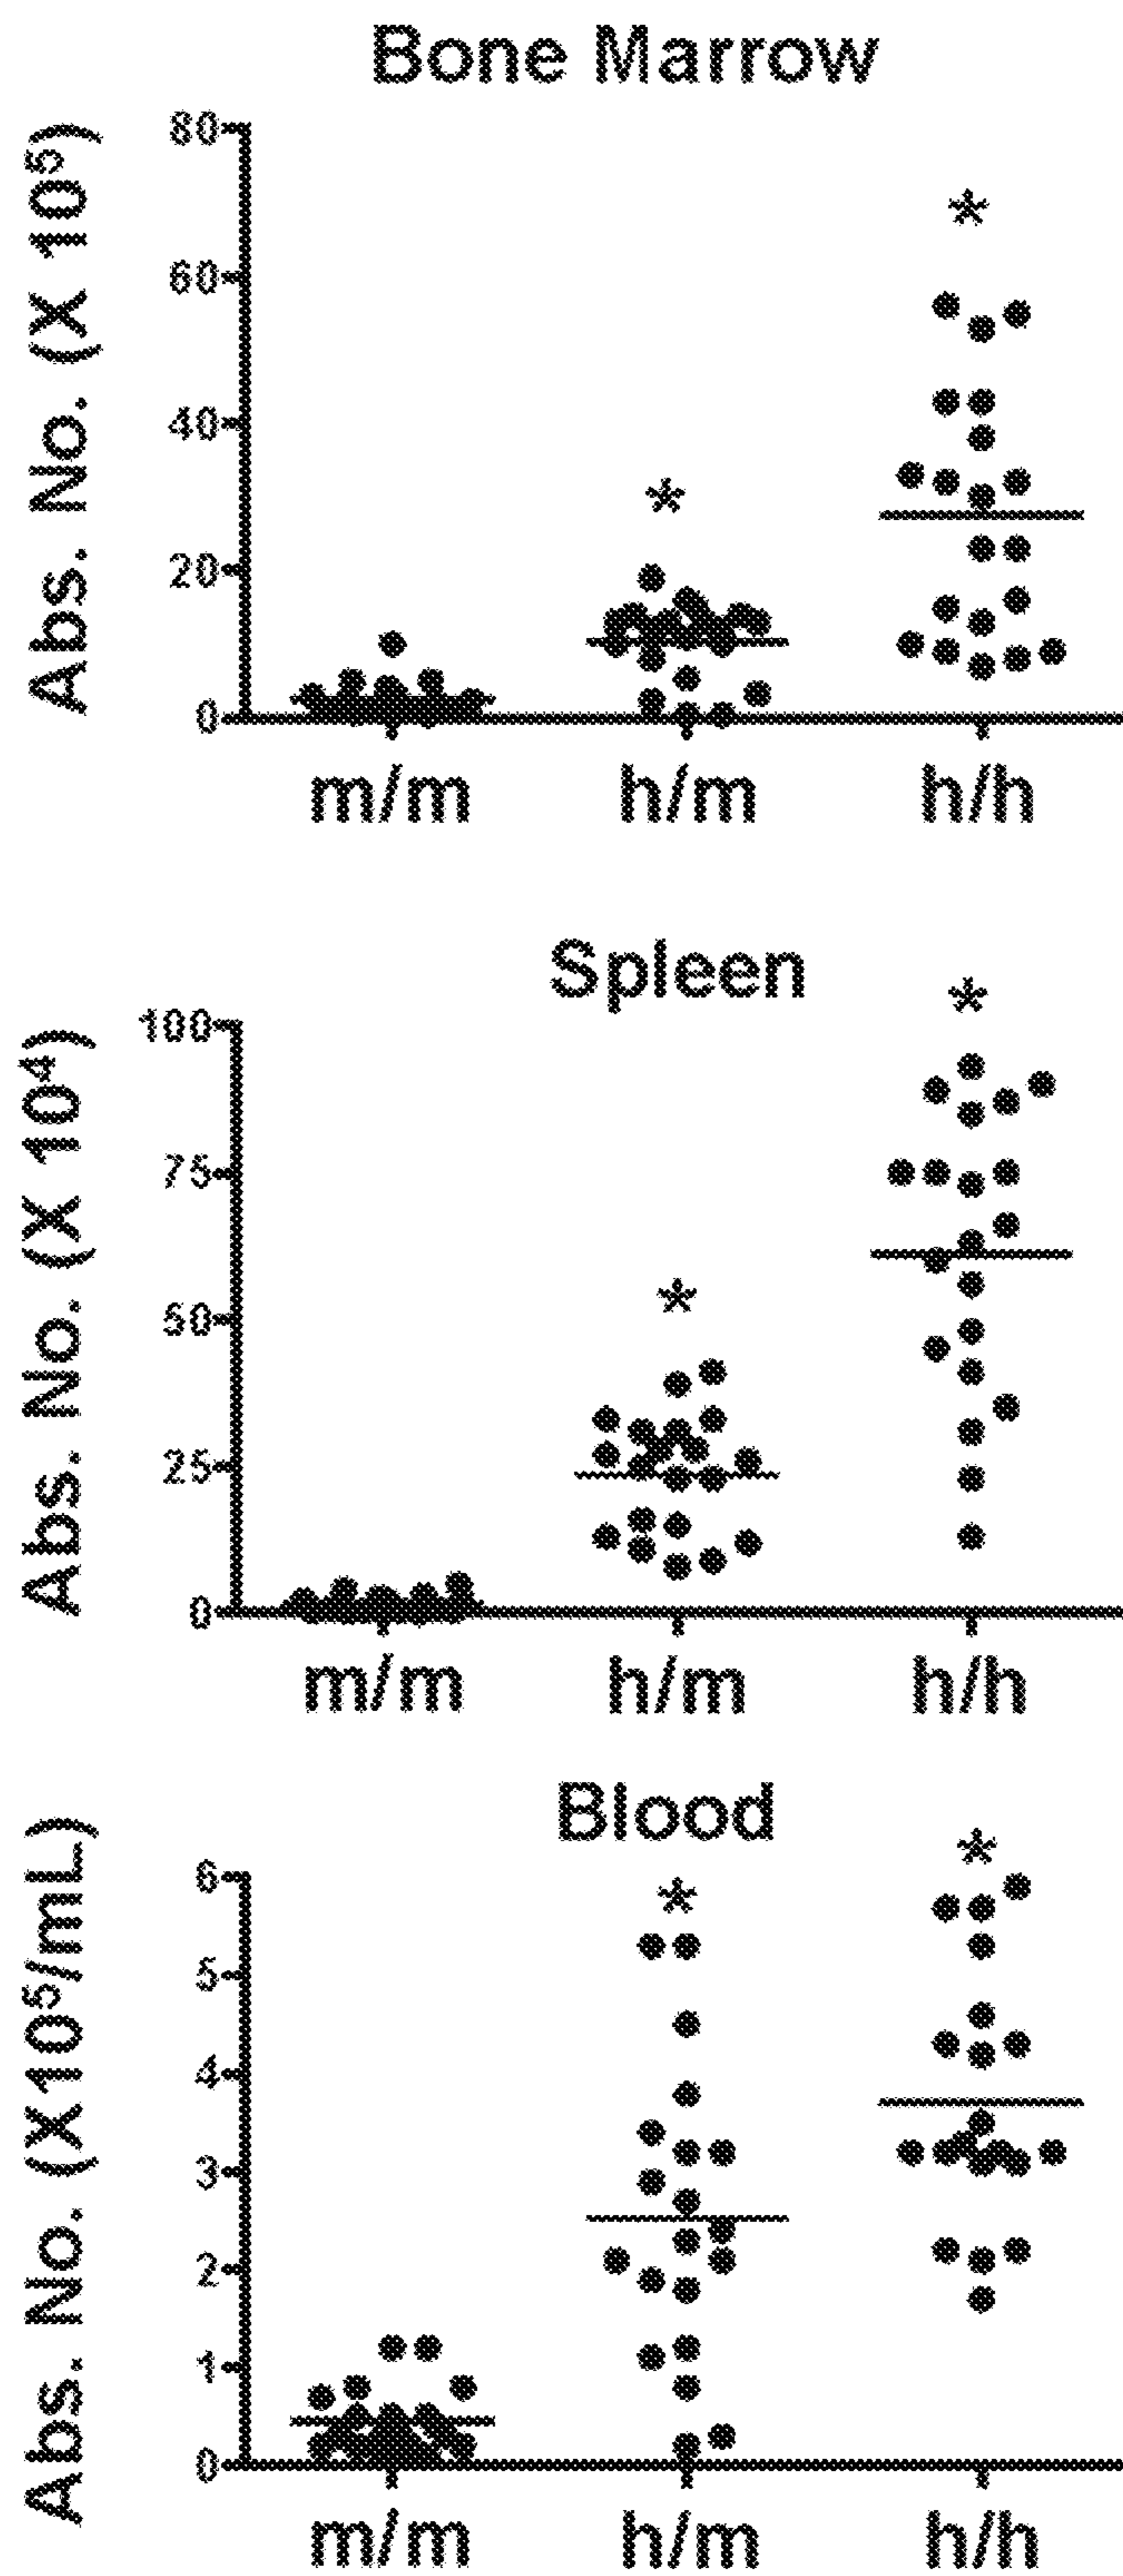 Bone Marrow
Abs. No. (X 10⁵)
80
60
40
20
0
*
*
m/m h/m h/h
Spleen
Abs. No. (X 10⁴)
100
75
50
25
0
*
*
m/m h/m h/h
Blood
Abs. No. (X10⁵/mL)
6
5
4
3
2
1
0
*
*
m/m h/m h/h